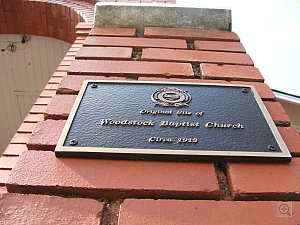 Original Site of
Woodstock Baptist Church
Circa 1913